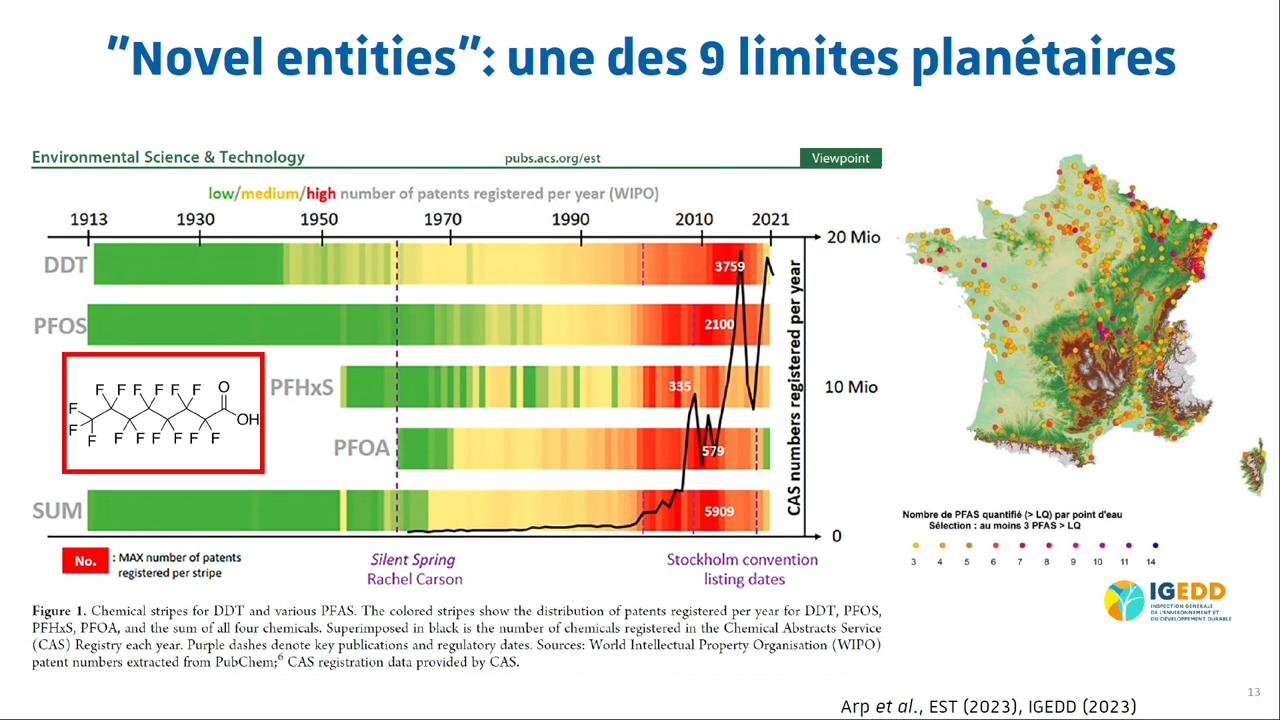 "Novel entities": une des 9 limites planétaires
Environmental Science & Technology
pubs.acs.org/est
Viewpoint
low/medium/high number of patents registered per year (WIPO)
1913 1930 1950 1970 1990 2010 2021
20 Mio
DDT
3759
PFOS
2100
F F F F F F F O
F OH
F
F F F F F F F
PFHxS
335
10 Mio
PFOA
579
SUM
5909
0
CAS numbers registered per year
No. : MAX number of patents
registered per stripe
Silent Spring
Rachel Carson
Stockholm convention
listing dates
Figure 1. Chemical stripes for DDT and various PFAS. The colored stripes show the distribution of patents registered per year for DDT, PFOS,
PFHxS, PFOA, and the sum of all four chemicals. Superimposed in black is the number of chemicals registered in the Chemical Abstracts Service
(CAS) Registry each year. Purple dashes denote key publications and regulatory dates. Sources: World Intellectual Property Organisation (WIPO)
patent numbers extracted from PubChem;6 CAS registration data provided by CAS.
Nombre de PFAS quantifié (> LQ) par point d'eau
Sélection : au moins 3 PFAS > LQ
3 4 5 6 7 8 9 10 11 14
IGEDD
INSPECTION GÉNÉRALE
DE L'ENVIRONNEMENT ET
DU DÉVELOPPEMENT DURABLE
13
Arp et al., EST (2023), IGEDD (2023)